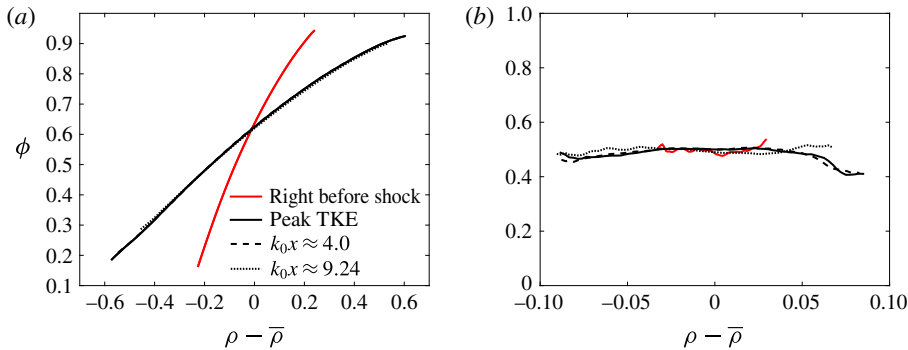 (a)
0.9
0.8
0.7
0.6
0.5
0.4
0.3
0.2
0.1
ϕ
Right before shock
Peak TKE
k₀x ≈ 4.0
k₀x ≈ 9.24
−0.6 −0.4 −0.2 0 0.2 0.4 0.6
ρ − ρ̅
(b)
1.0
0.8
0.6
0.4
0.2
0
−0.10 −0.05 0 0.05 0.10
ρ − ρ̅